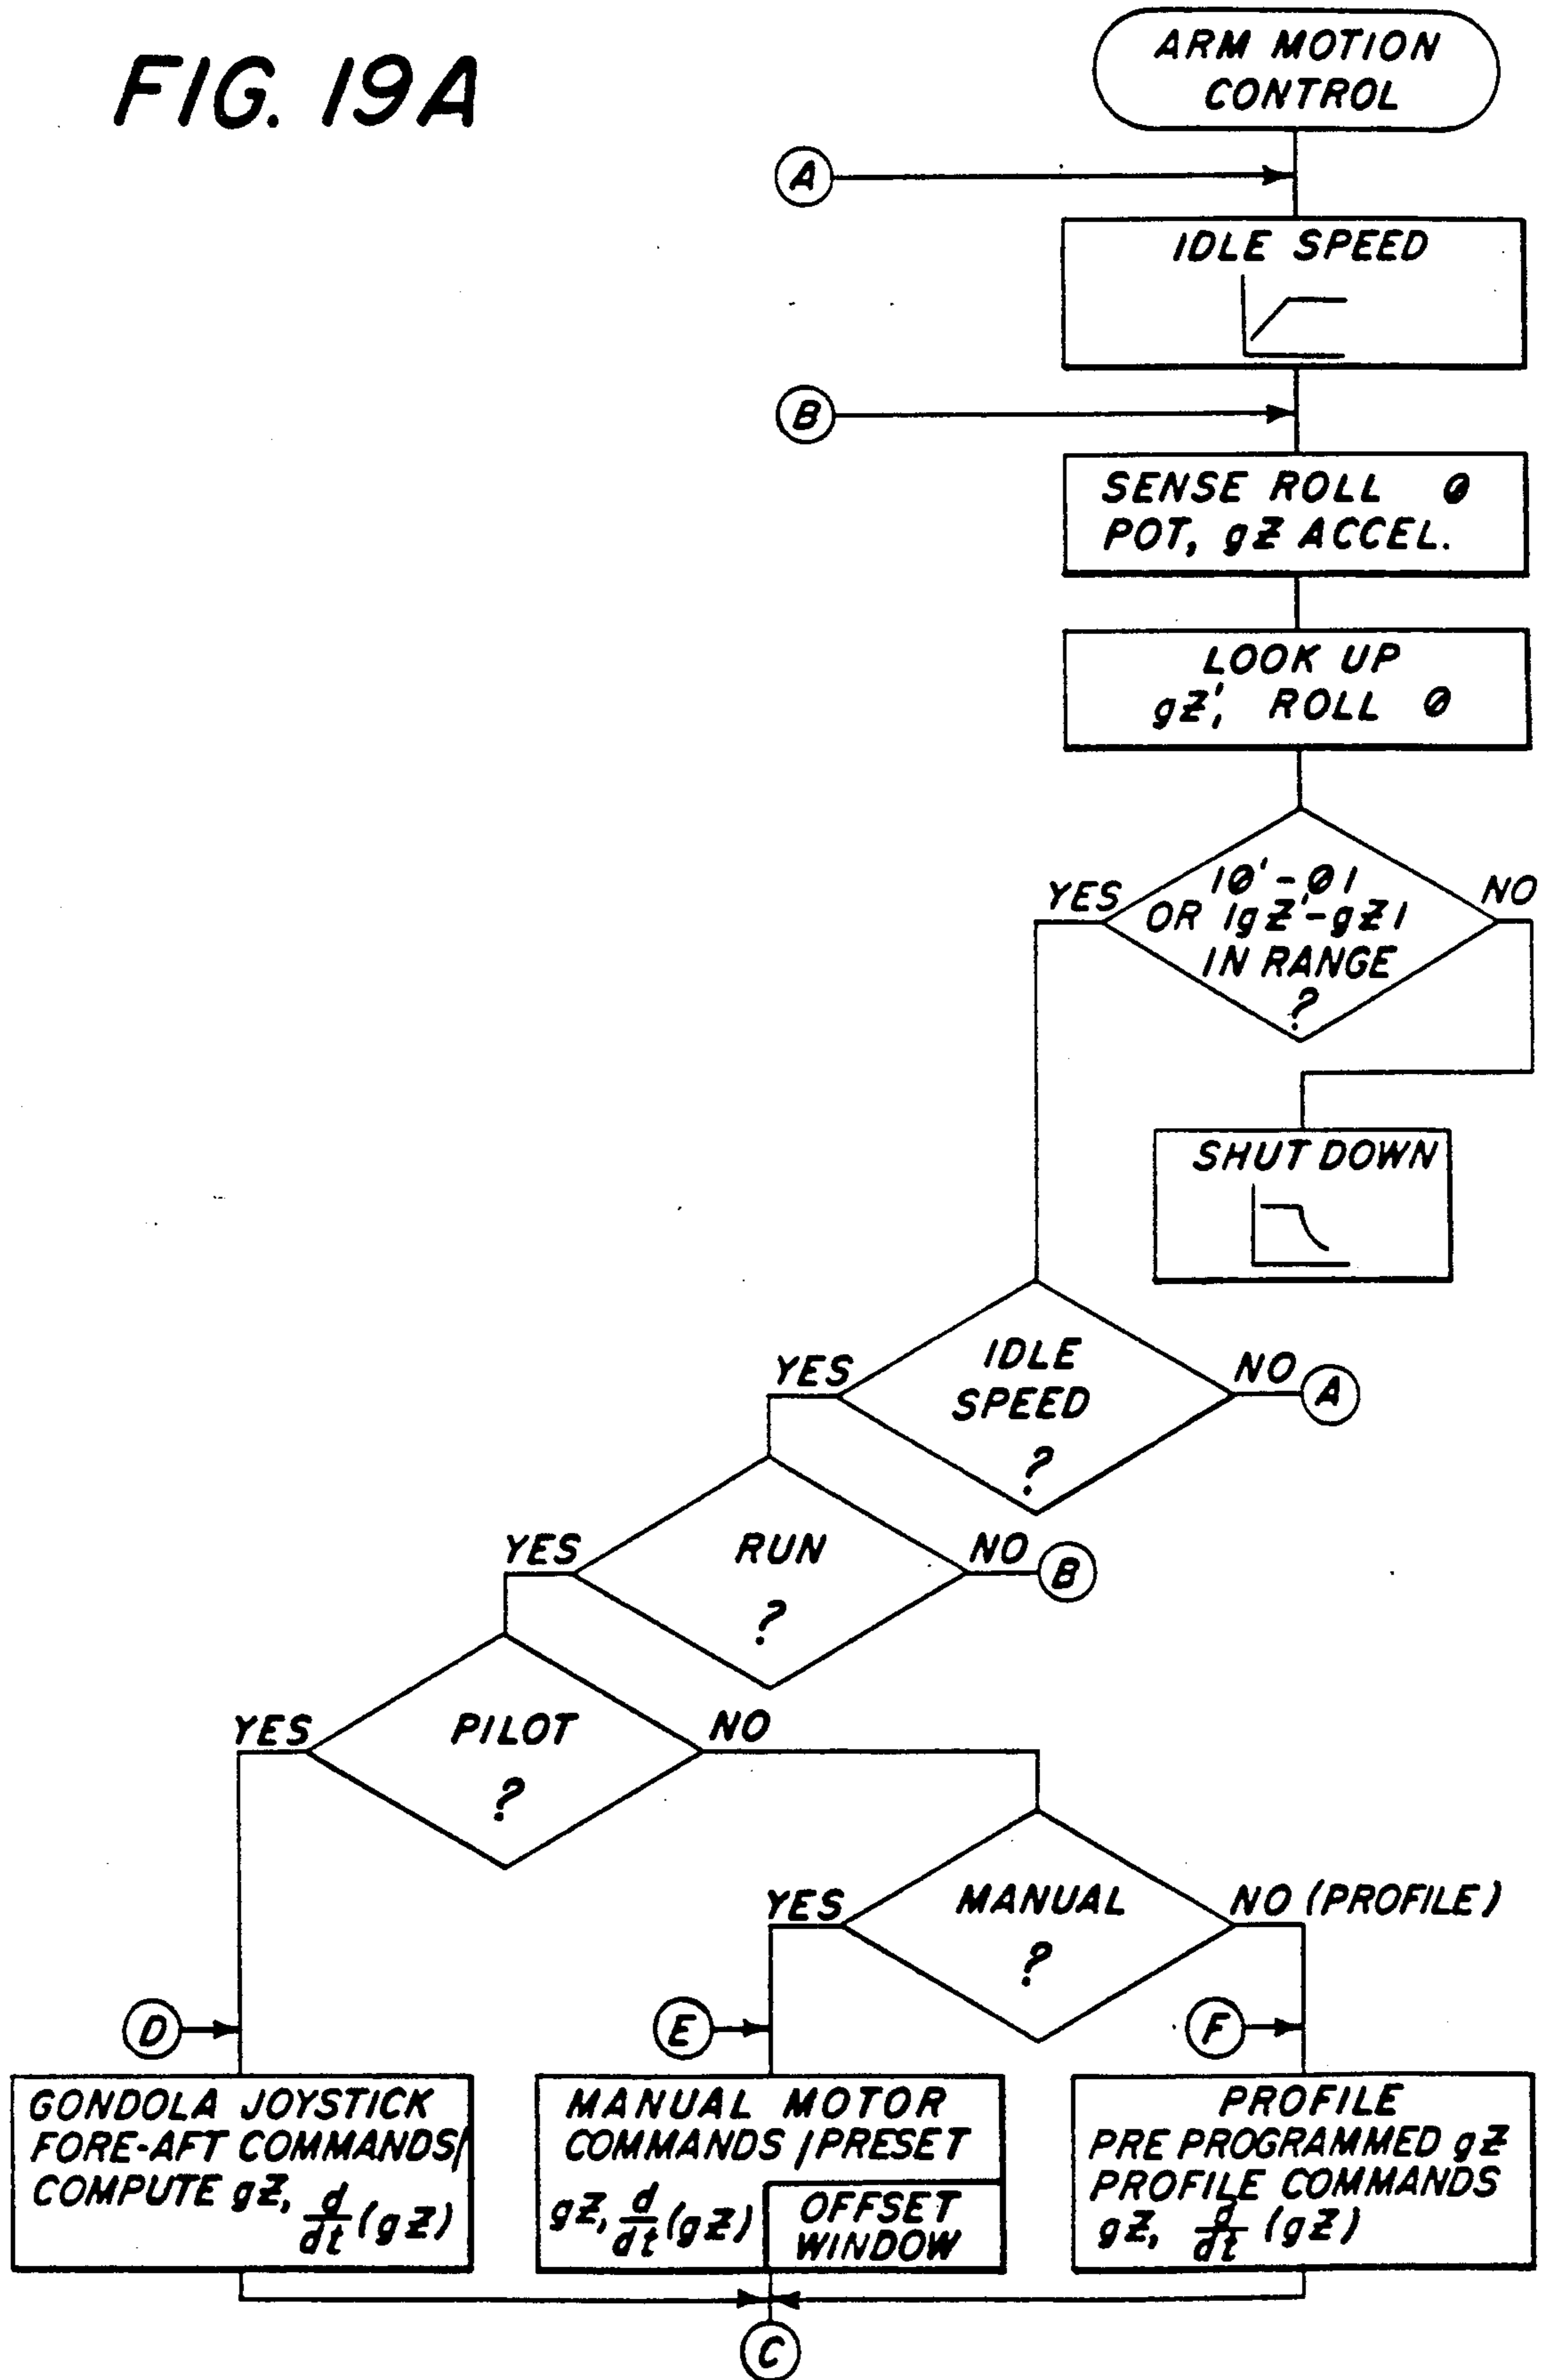 FIG. 19A
ARM MOTION
CONTROL
A
IDLE SPEED
B
SENSE ROLL Ø
POT, gZ ACCEL.
LOOK UP
gZ', ROLL Ø
YES
|Ø'-Ø|
OR |gZ'-gZ|
IN RANGE
?
NO
SHUT DOWN
YES
IDLE
SPEED
?
NO
A
YES
RUN
?
NO
B
YES
PILOT
?
NO
YES
MANUAL
?
NO (PROFILE)
D
E
F
GONDOLA JOYSTICK
FORE-AFT COMMANDS/
COMPUTE gZ, d/dt (gZ)
MANUAL MOTOR
COMMANDS / PRESET
gZ, d/dt (gZ)
OFFSET
WINDOW
PROFILE
PRE PROGRAMMED gZ
PROFILE COMMANDS
gZ, d/dt (gZ)
C